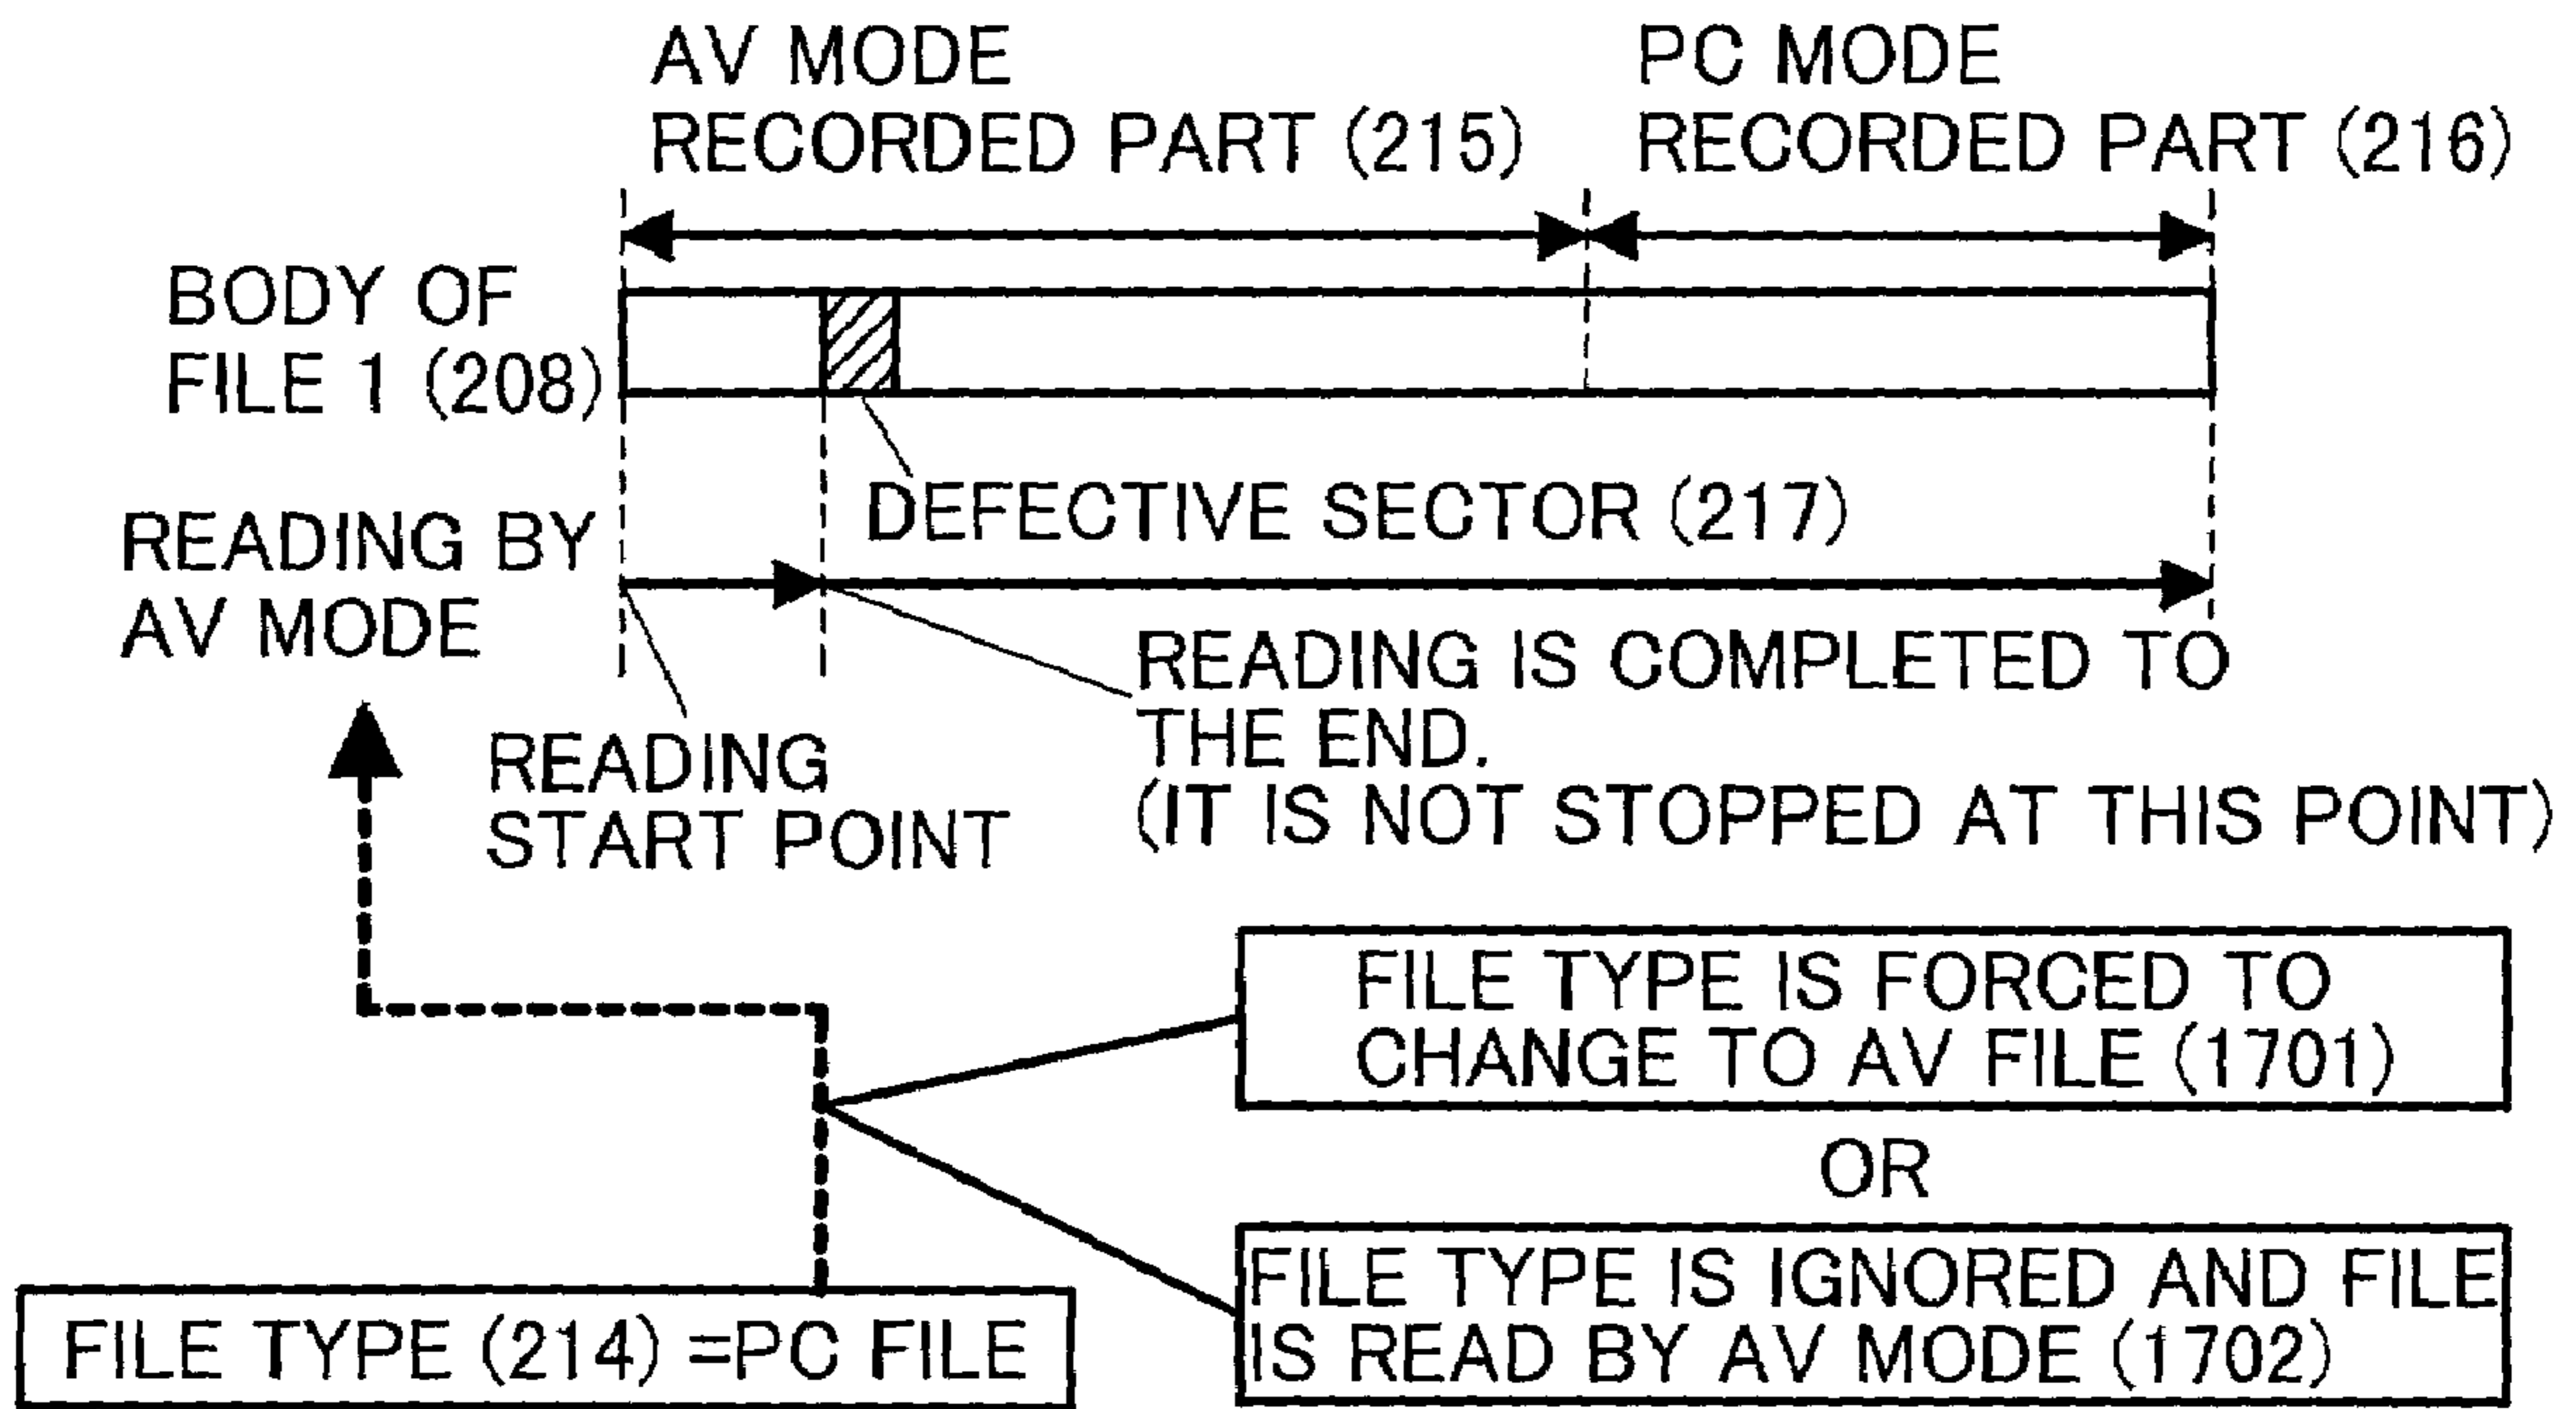 AV MODE
RECORDED PART (215)
PC MODE
RECORDED PART (216)
BODY OF
FILE 1 (208)
DEFECTIVE SECTOR (217)
READING BY
AV MODE
READING IS COMPLETED TO
THE END.
(IT IS NOT STOPPED AT THIS POINT)
READING
START POINT
FILE TYPE IS FORCED TO
CHANGE TO AV FILE (1701)
OR
FILE TYPE IS IGNORED AND FILE
IS READ BY AV MODE (1702)
FILE TYPE (214) =PC FILE